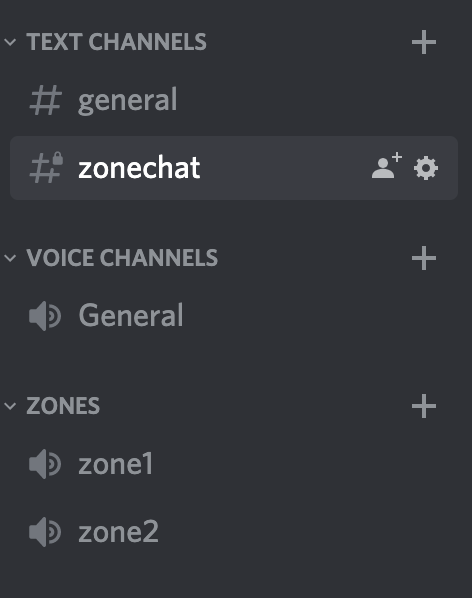 TEXT CHANNELS
general
zonechat
VOICE CHANNELS
General
ZONES
zone1
zone2